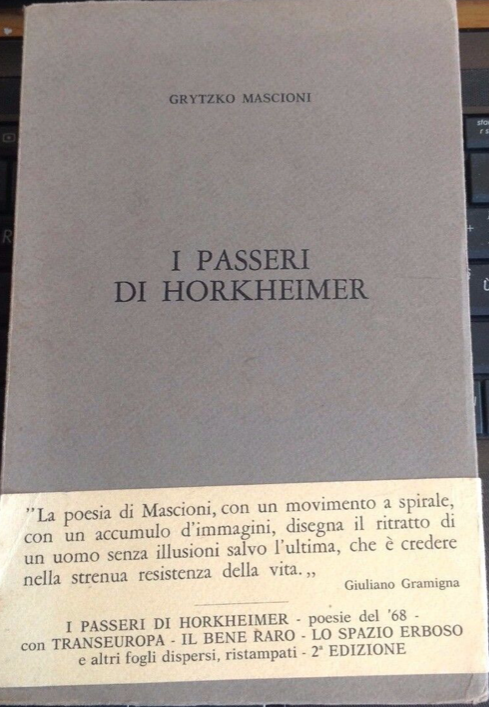 GRYTZKO MASCIONI
I PASSERI
DI HORKHEIMER
"La poesia di Mascioni, con un movimento a spirale,
con un accumulo d'immagini, disegna il ritratto di
un uomo senza illusioni salvo l'ultima, che è credere
nella strenua resistenza della vita.„
Giuliano Gramigna
I PASSERI DI HORKHEIMER - poesie del '68 -
con TRANSEUROPA - IL BENE RARO - LO SPAZIO ERBOSO
e altri fogli dispersi, ristampati - 2ª EDIZIONE
R